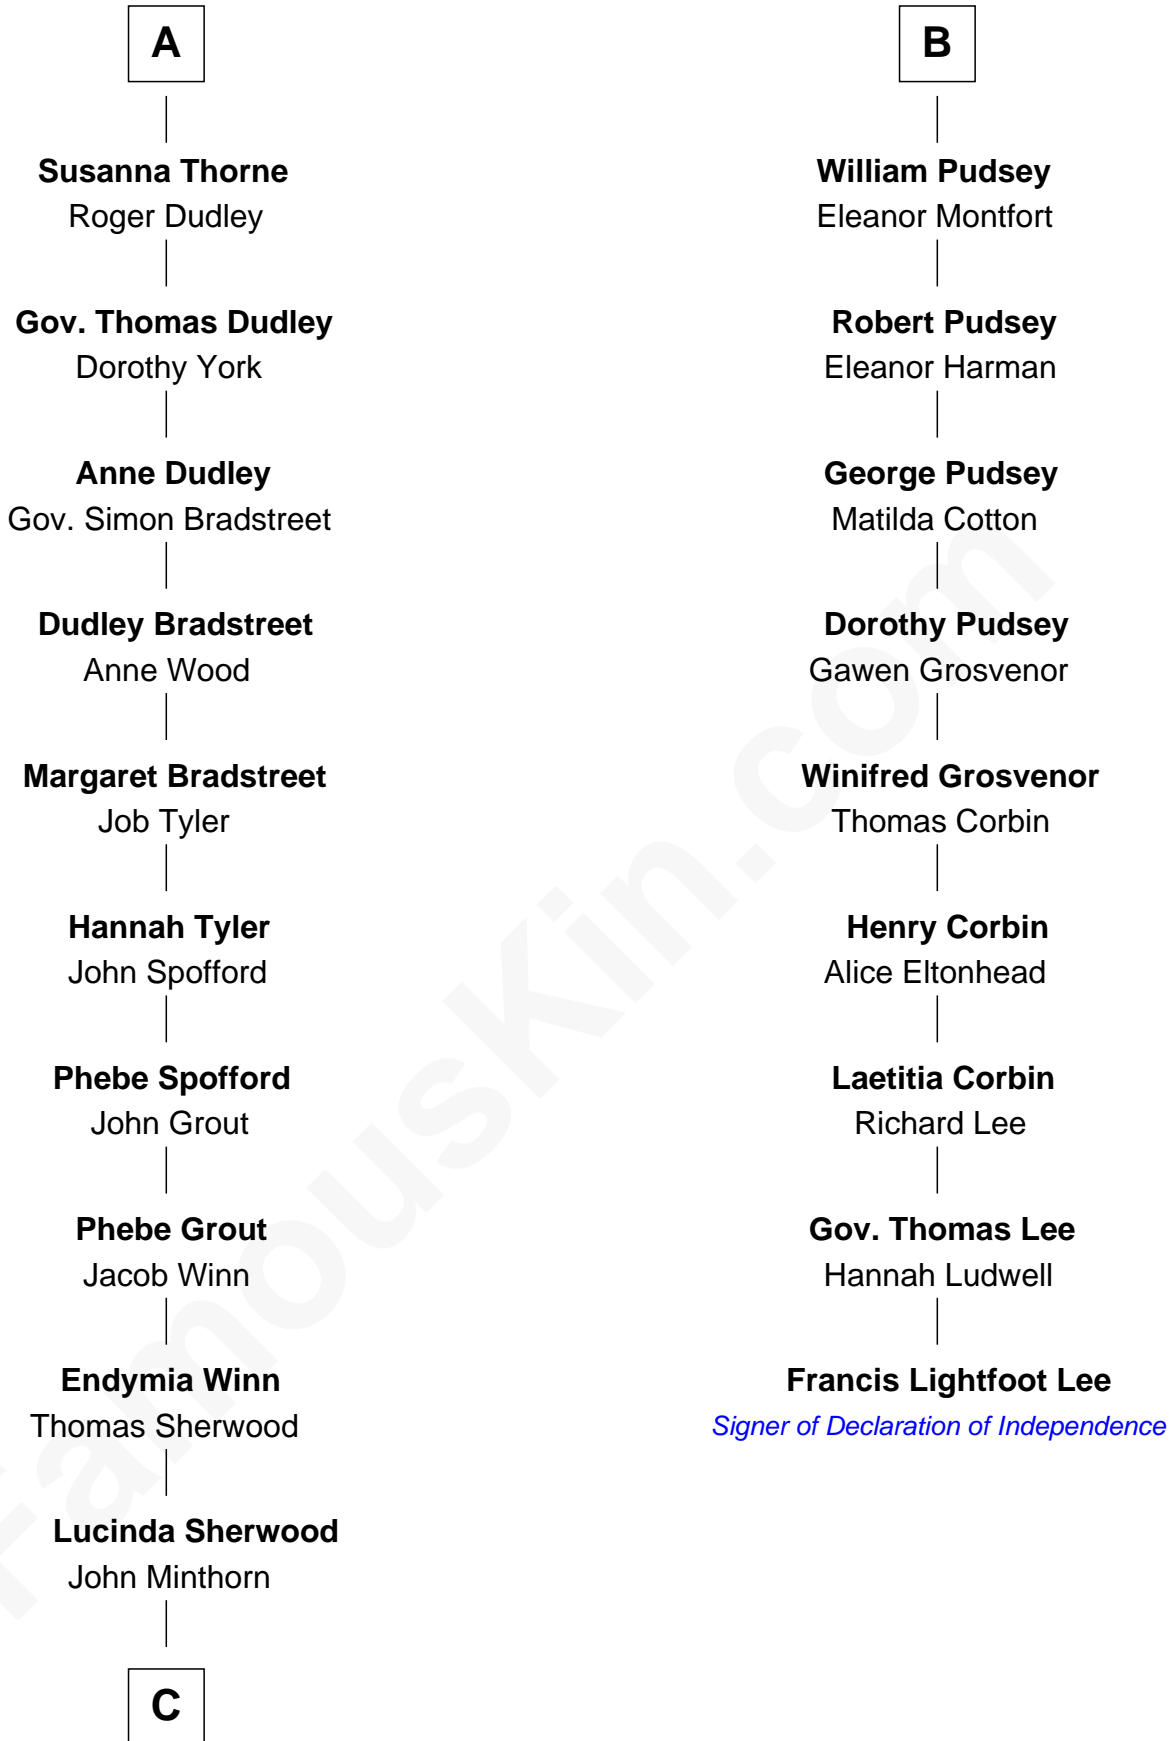 A
Susanna Thorne
Roger Dudley
Gov. Thomas Dudley
Dorothy York
Anne Dudley
Gov. Simon Bradstreet
Dudley Bradstreet
Anne Wood
Margaret Bradstreet
Job Tyler
Hannah Tyler
John Spofford
Phebe Spofford
John Grout
Phebe Grout
Jacob Winn
Endymia Winn
Thomas Sherwood
Lucinda Sherwood
John Minthorn
C
B
William Pudsey
Eleanor Montfort
Robert Pudsey
Eleanor Harman
George Pudsey
Matilda Cotton
Dorothy Pudsey
Gawen Grosvenor
Winifred Grosvenor
Thomas Corbin
Henry Corbin
Alice Eltonhead
Laetitia Corbin
Richard Lee
Gov. Thomas Lee
Hannah Ludwell
Francis Lightfoot Lee
Signer of Declaration of Independence
FamousKin.com